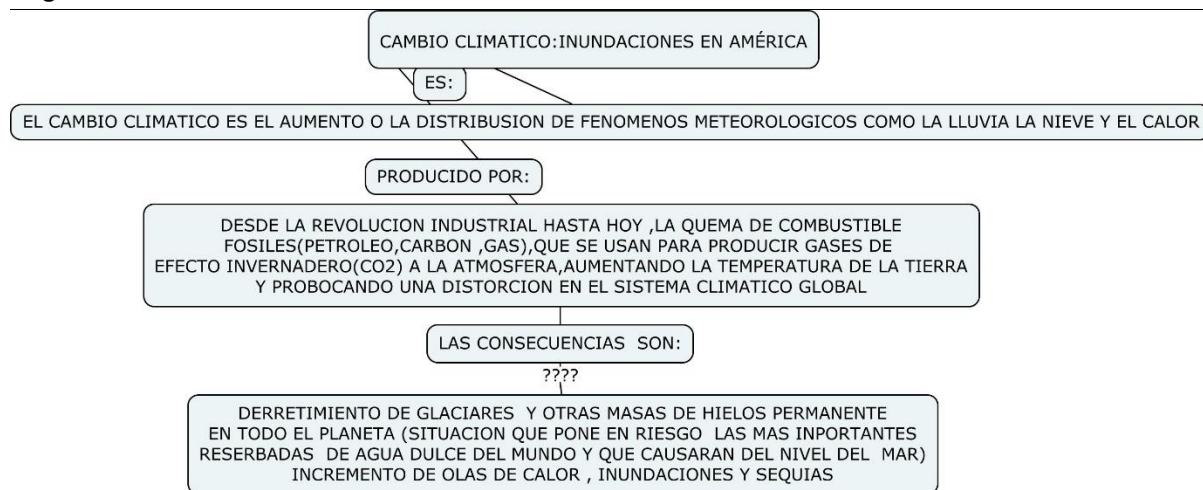 CAMBIO CLIMATICO:INUNDACIONES EN AMÉRICA
ES:
EL CAMBIO CLIMATICO ES EL AUMENTO O LA DISTRIBUSION DE FENOMENOS METEOROLOGICOS COMO LA LLUVIA LA NIEVE Y EL CALOR
PRODUCIDO POR:
DESDE LA REVOLUCION INDUSTRIAL HASTA HOY ,LA QUEMA DE COMBUSTIBLE
FOSILES(PETROLEO,CARBON ,GAS),QUE SE USAN PARA PRODUCIR GASES DE
EFECTO INVERNADERO(CO2) A LA ATMOSFERA,AUMENTANDO LA TEMPERATURA DE LA TIERRA
Y PROBOCANDO UNA DISTORCION EN EL SISTEMA CLIMATICO GLOBAL
LAS CONSECUENCIAS  SON:
????
DERRETIMIENTO DE GLACIARES  Y OTRAS MASAS DE HIELOS PERMANENTE
EN TODO EL PLANETA (SITUACION QUE PONE EN RIESGO  LAS MAS INPORTANTES
RESERBADAS  DE AGUA DULCE DEL MUNDO Y QUE CAUSARAN DEL NIVEL DEL  MAR)
INCREMENTO DE OLAS DE CALOR , INUNDACIONES Y SEQUIAS